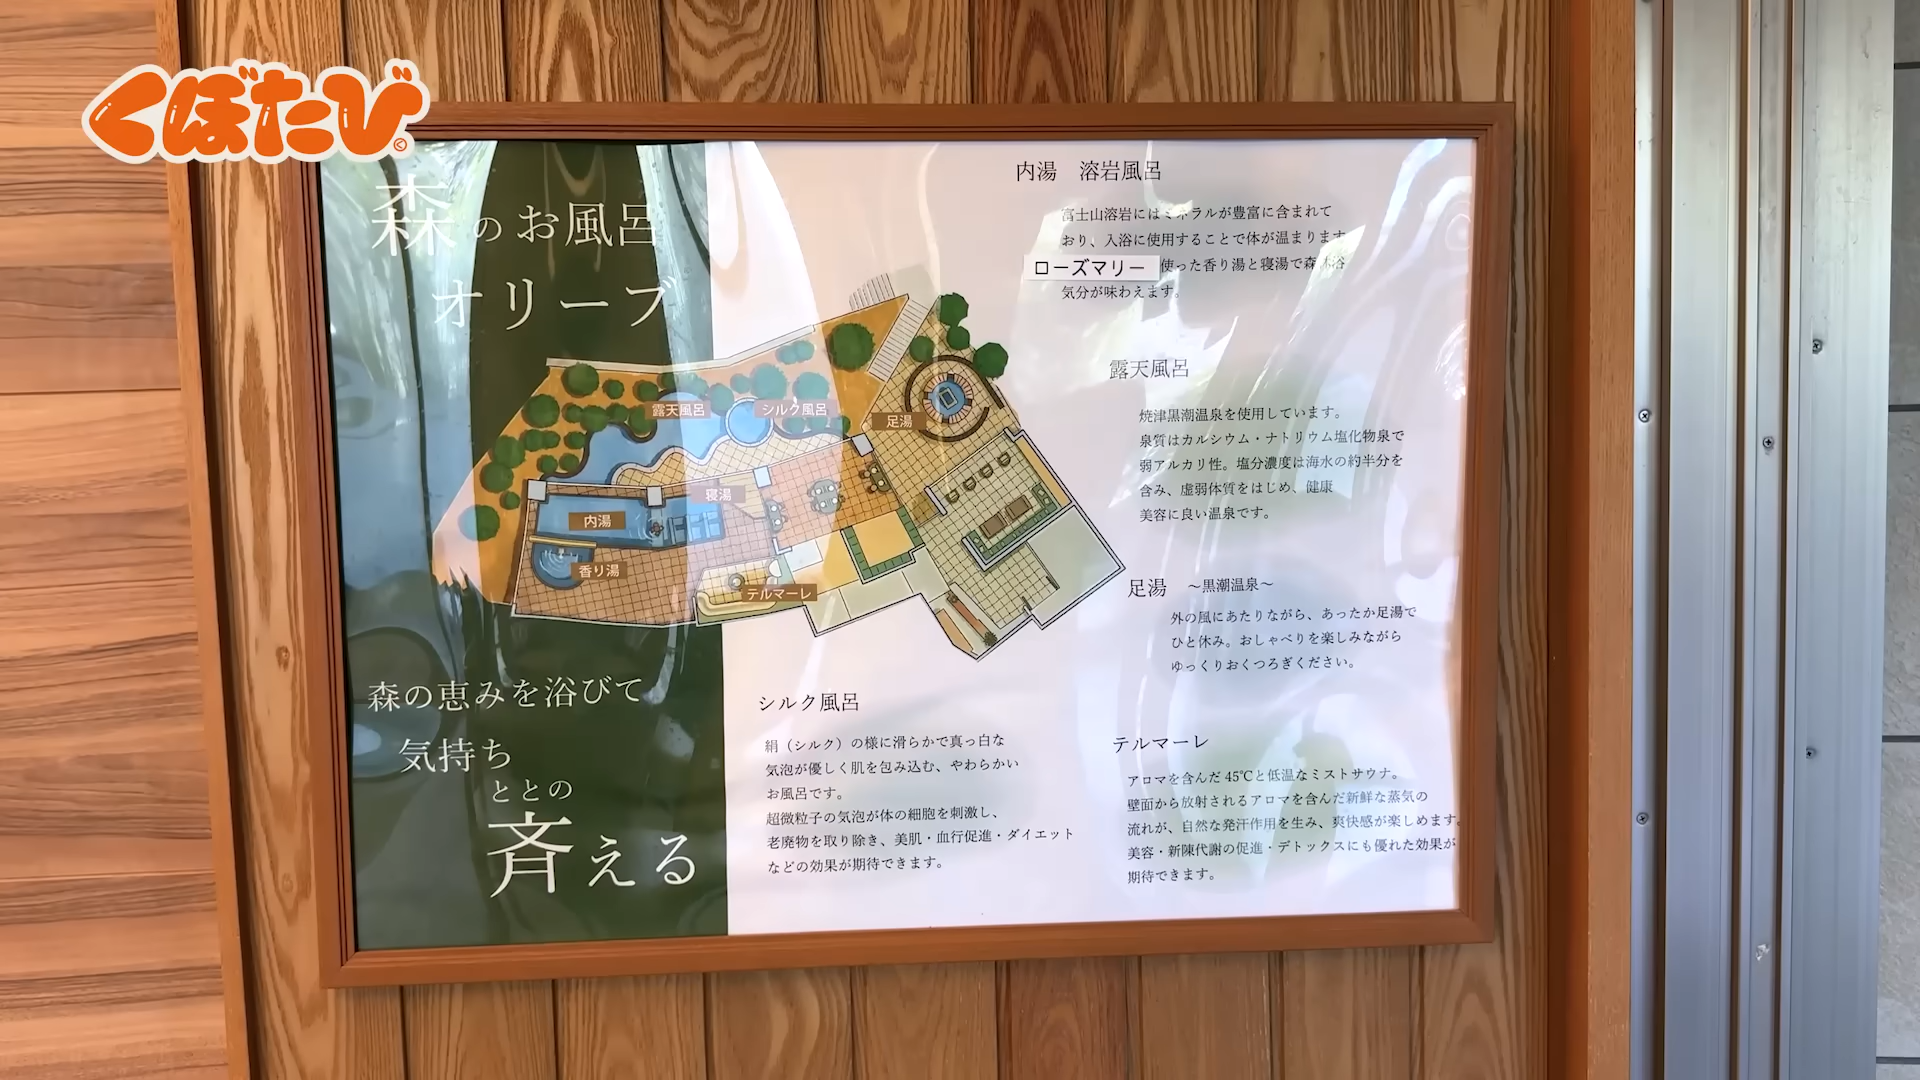 くぼたび
森のお風呂
オリーブ
森の恵みを浴びて
気持ち
ととの
斉える
露天風呂
シルク風呂
足湯
寝湯
内湯
香り湯
テルマーレ
内湯 溶岩風呂
富士山溶岩にはミネラルが豊富に含まれて
おり、入浴に使用することで体が温まります
ローズマリー 使った香り湯と寝湯で森林浴
気分が味わえます。
露天風呂
焼津黒潮温泉を使用しています。
泉質はカルシウム・ナトリウム塩化物泉で
弱アルカリ性。塩分濃度は海水の約半分を
含み、虚弱体質をはじめ、健康
美容に良い温泉です。
足湯 〜黒潮温泉〜
外の風にあたりながら、あったか足湯で
ひと休み。おしゃべりを楽しみながら
ゆっくりおくつろぎください。
シルク風呂
絹（シルク）の様に滑らかで真っ白な
気泡が優しく肌を包み込む、やわらかい
お風呂です。
超微粒子の気泡が体の細胞を刺激し、
老廃物を取り除き、美肌・血行促進・ダイエット
などの効果が期待できます。
テルマーレ
アロマを含んだ45℃と低温なミストサウナ。
壁面から放射されるアロマを含んだ新鮮な蒸気の
流れが、自然な発汗作用を生み、爽快感が楽しめます。
美容・新陳代謝の促進・デトックスにも優れた効果が
期待できます。